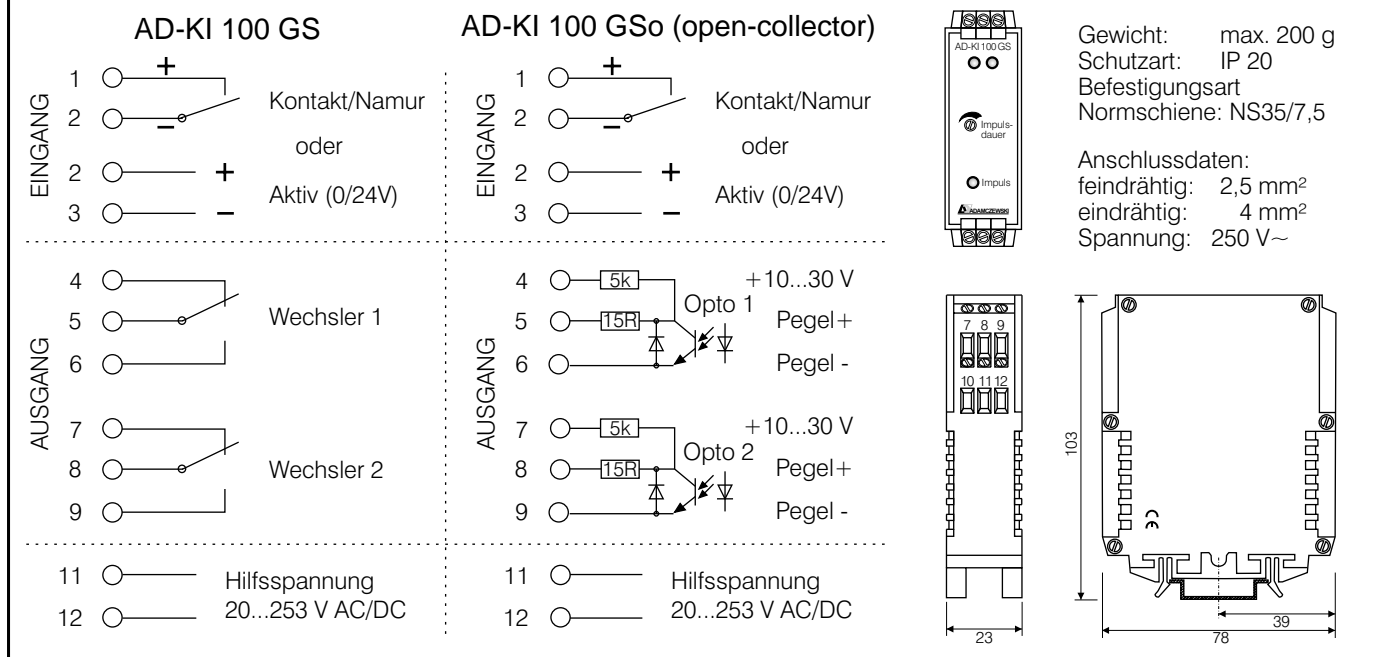 AD-KI 100 GS
EINGANG
1
+
2
−
Kontakt/Namur
oder
2
+
Aktiv (0/24V)
3
−
AUSGANG
4
5
Wechsler 1
6
7
8
Wechsler 2
9
11
Hilfsspannung
12
20...253 V AC/DC
AD-KI 100 GSo (open-collector)
EINGANG
1
+
2
−
Kontakt/Namur
oder
2
+
Aktiv (0/24V)
3
−
AUSGANG
4
5k
+10...30 V
Opto 1
5
15R
Pegel+
6
Pegel -
7
5k
+10...30 V
Opto 2
8
15R
Pegel+
9
Pegel -
11
Hilfsspannung
12
20...253 V AC/DC
AD-KI 100 GS
Impuls-
dauer
Impuls
ADAMCZEWSKI
Gewicht: max. 200 g
Schutzart: IP 20
Befestigungsart
Normschiene: NS35/7,5
Anschlussdaten:
feindrähtig: 2,5 mm²
eindrähtig: 4 mm²
Spannung: 250 V~
7 8 9
10 11 12
23
103
CE
39
78